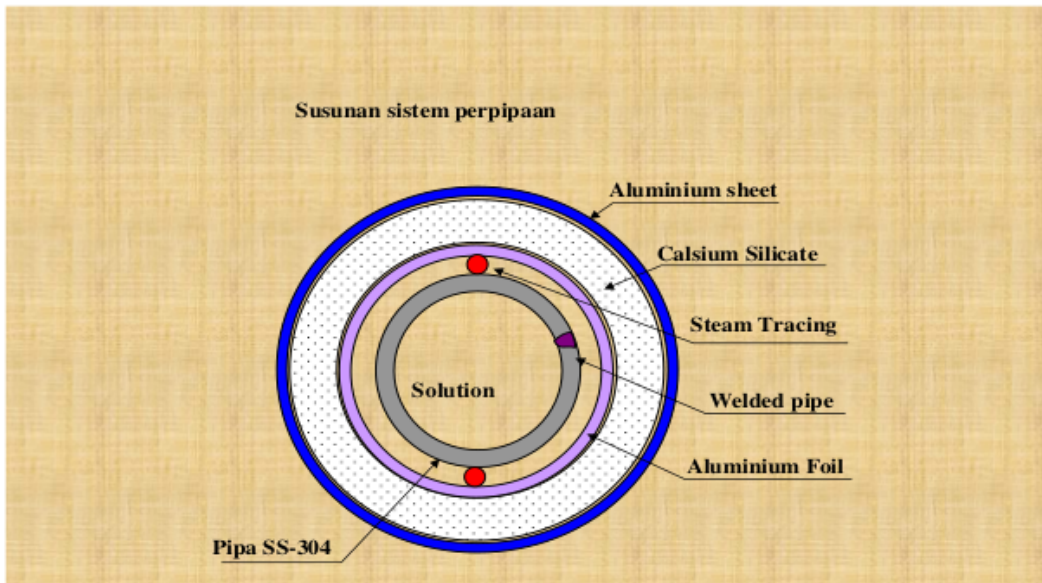 Susunan sistem perpipaan
Aluminium sheet
Calsium Silicate
Steam Tracing
Solution
Welded pipe
Aluminium Foil
Pipa SS-304